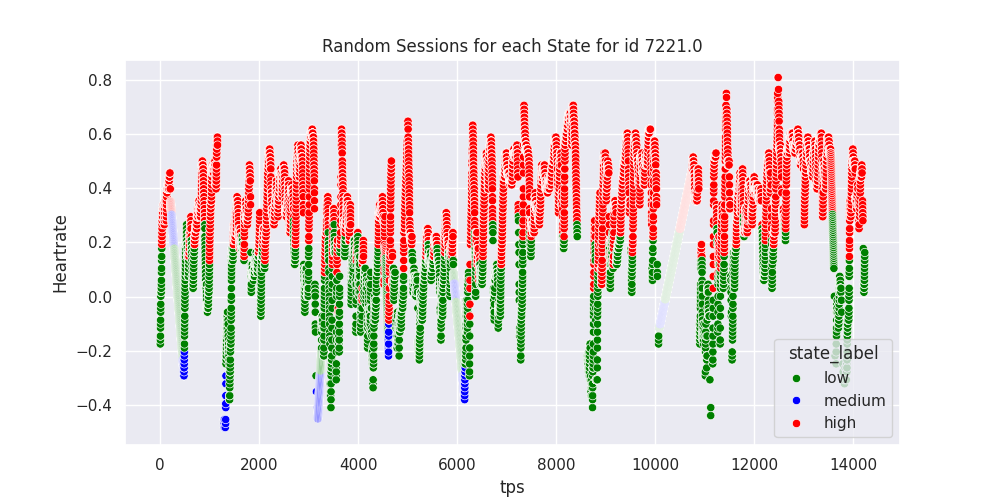 Random Sessions for each State for id 7221.0
Heartrate
0.8
0.6
0.4
0.2
0.0
−0.2
−0.4
state_label
low
medium
high
0 2000 4000 6000 8000 10000 12000 14000
tps